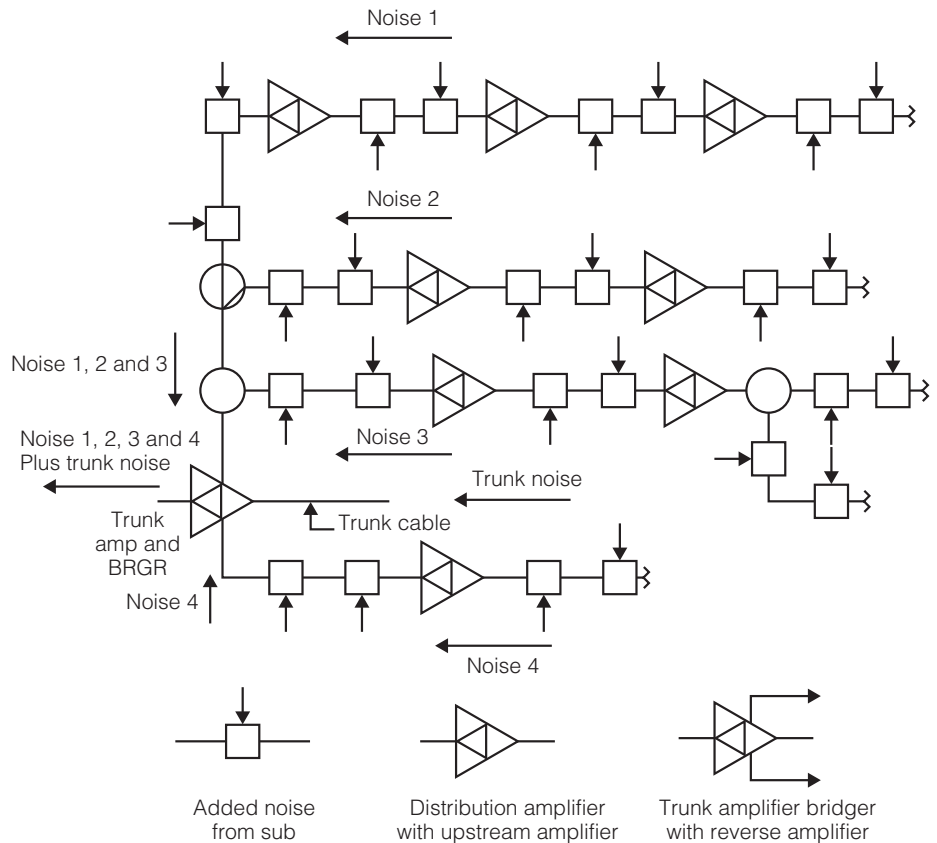 Noise 1
Noise 2
Noise 1, 2 and 3
Noise 3
Noise 1, 2, 3 and 4
Plus trunk noise
Trunk noise
Trunk cable
Trunk
amp and
BRGR
Noise 4
Noise 4
Added noise
from sub
Distribution amplifier
with upstream amplifier
Trunk amplifier bridger
with reverse amplifier